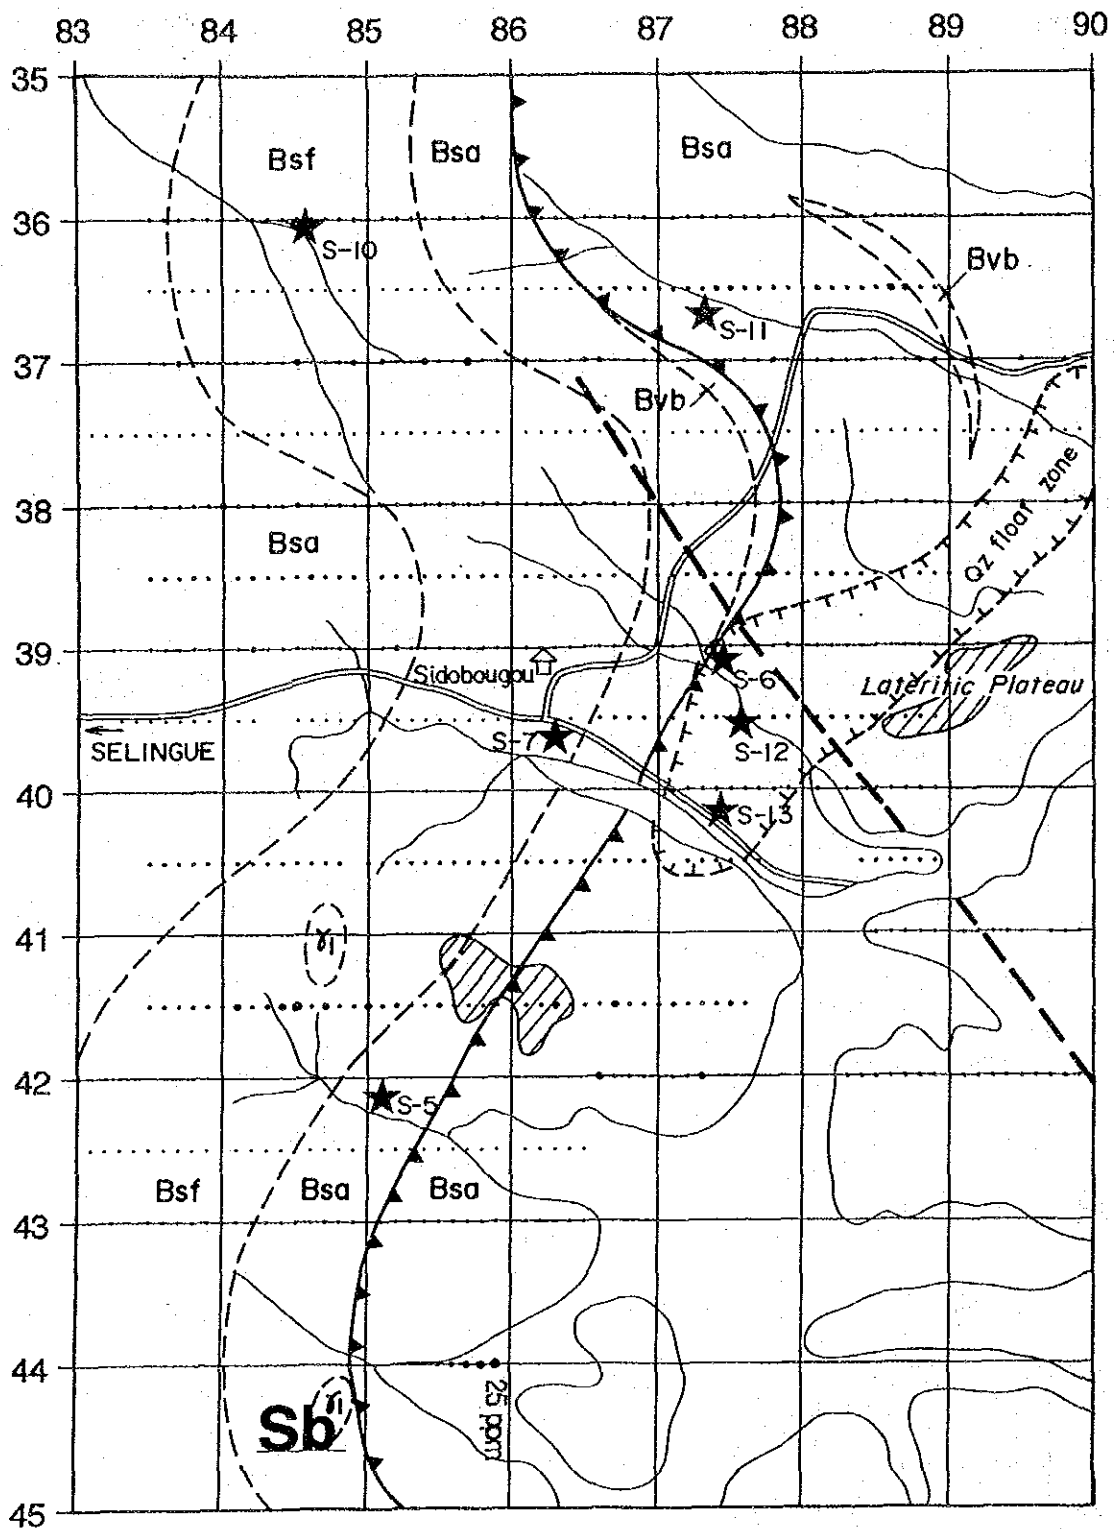 83 84 85 86 87 88 89 90
35
Bsf Bsa Bsa
36
S-10
Bvb
S-11
37
Bvb
38
Bsa
Qz float zone
39
Sidobougou
S-6
Lateritic Plateau
S-7
SELINGUE
S-12
40
S-13
41
γ1
42
S-5
Bsf Bsa Bsa
43
44
25 ppm
γ1
Sb
45